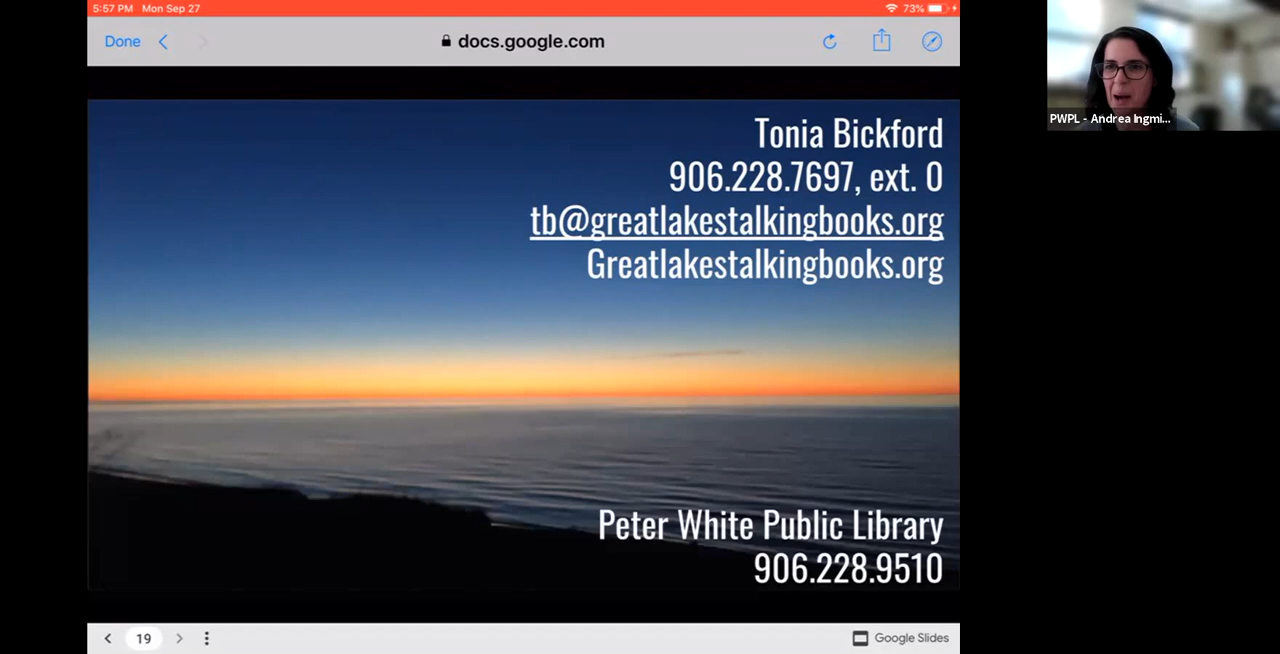 5:57 PM Mon Sep 27
73%
Done
docs.google.com
PWPL - Andrea Ingmi...
Tonia Bickford
906.228.7697, ext. 0
tb@greatlakestalkingbooks.org
Greatlakestalkingbooks.org
Peter White Public Library
906.228.9510
19
Google Slides